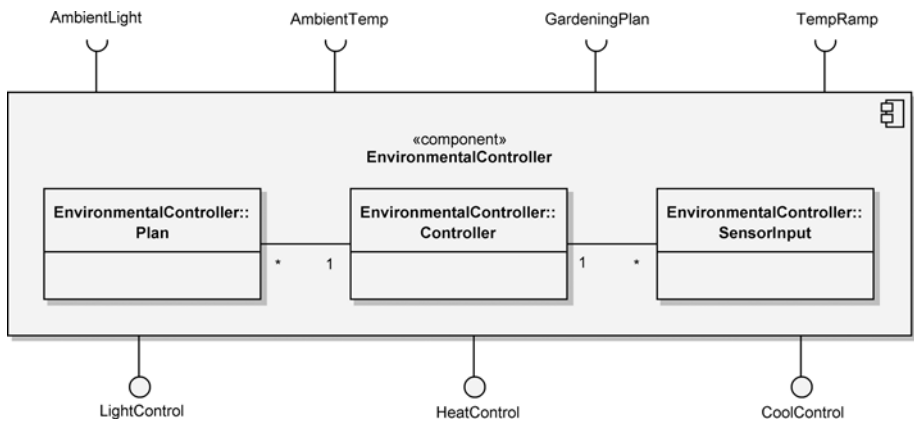 AmbientLight
AmbientTemp
GardeningPlan
TempRamp
«component»
EnvironmentalController
EnvironmentalController::
Plan
EnvironmentalController::
Controller
EnvironmentalController::
SensorInput
*
1
1
*
LightControl
HeatControl
CoolControl